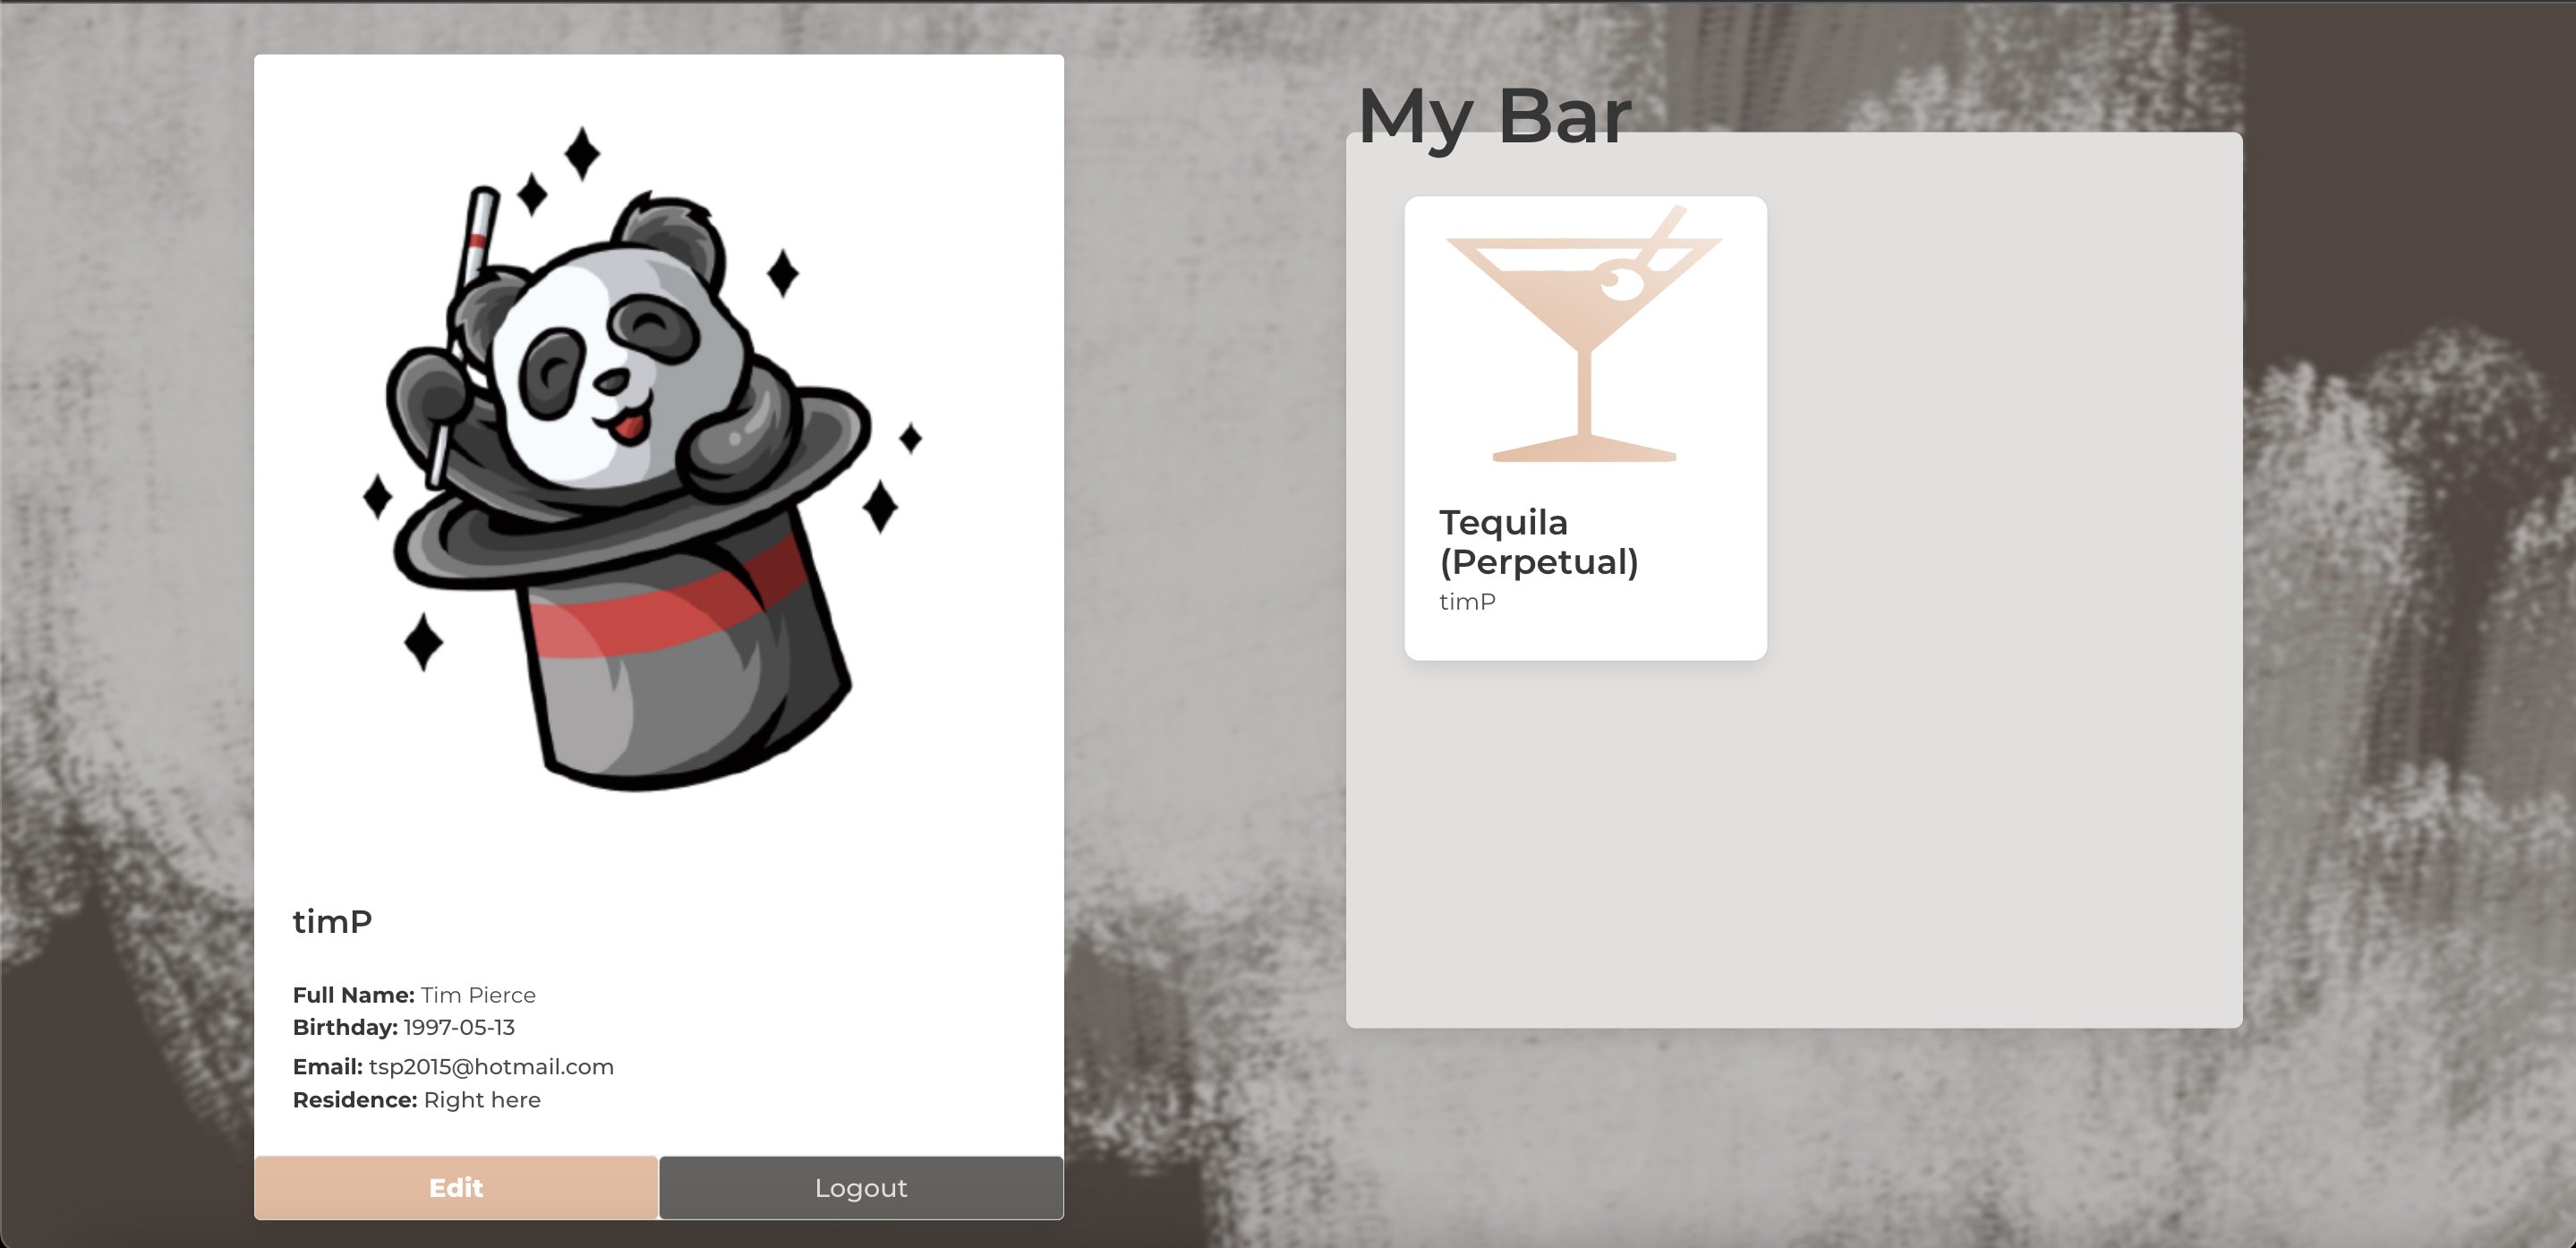 timP
Full Name: Tim Pierce
Birthday: 1997-05-13
Email: tsp2015@hotmail.com
Residence: Right here
Edit
Logout
My Bar
Tequila
(Perpetual)
timP